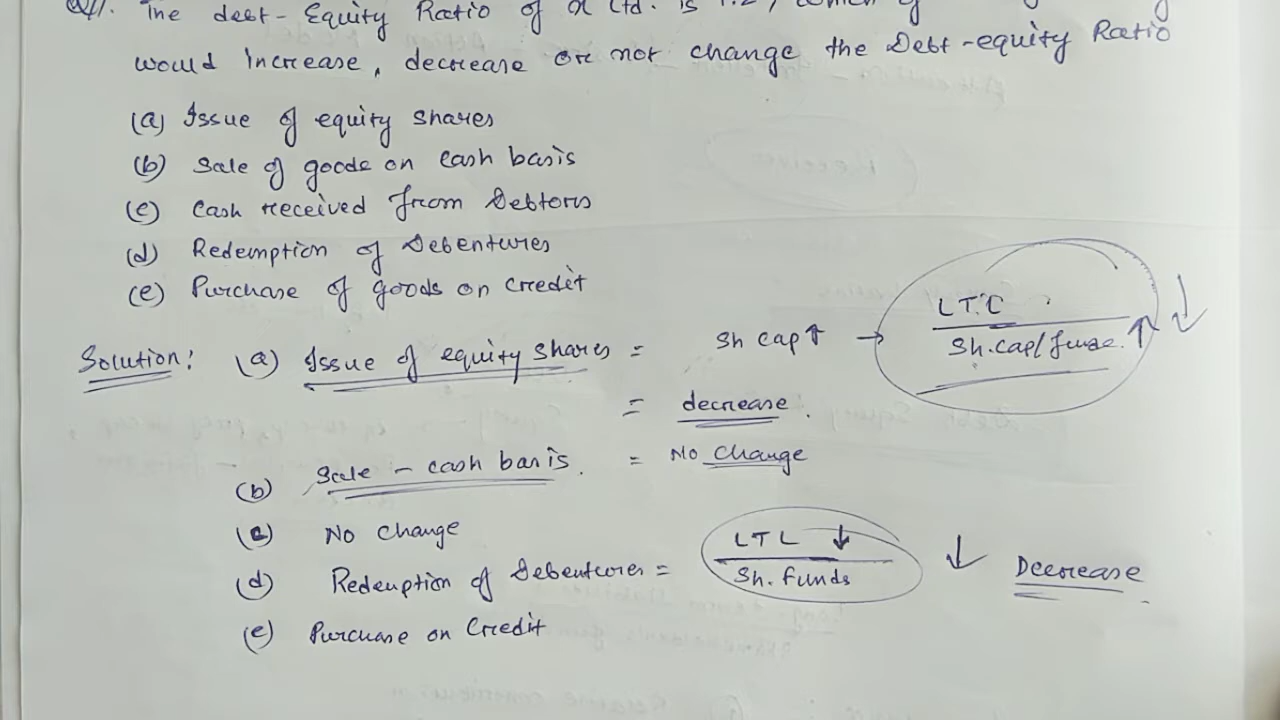 The debt-Equity Ratio of X Ltd. is
would increase, decrease or not change the Debt-equity Ratio
(a) Issue of equity shares
(b) Sale of goods on cash basis
(c) Cash received from Debtors
(d) Redemption of Debentures
(e) Purchase of goods on credit
Solution: (a) Issue of equity shares = Sh cap↑ → LTL / Sh.cap/funds. ↑ ↓
= decrease.
(b) Sale - cash basis. = No change
(c) No change
(d) Redemption of Debentures = LTL ↓ / Sh. funds ↓ Decrease
(e) Purchase on Credit